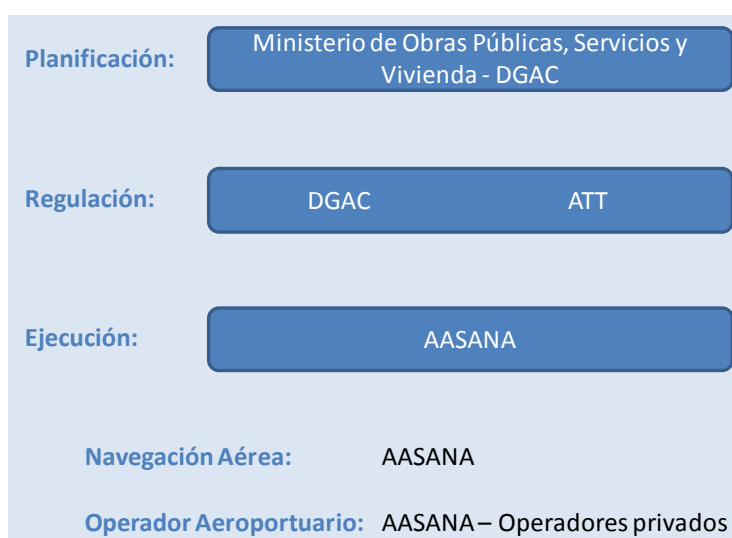 Planificación:
Ministerio de Obras Públicas, Servicios y
Vivienda - DGAC
Regulación:
DGAC ATT
Ejecución:
AASANA
Navegación Aérea: AASANA
Operador Aeroportuario: AASANA – Operadores privados